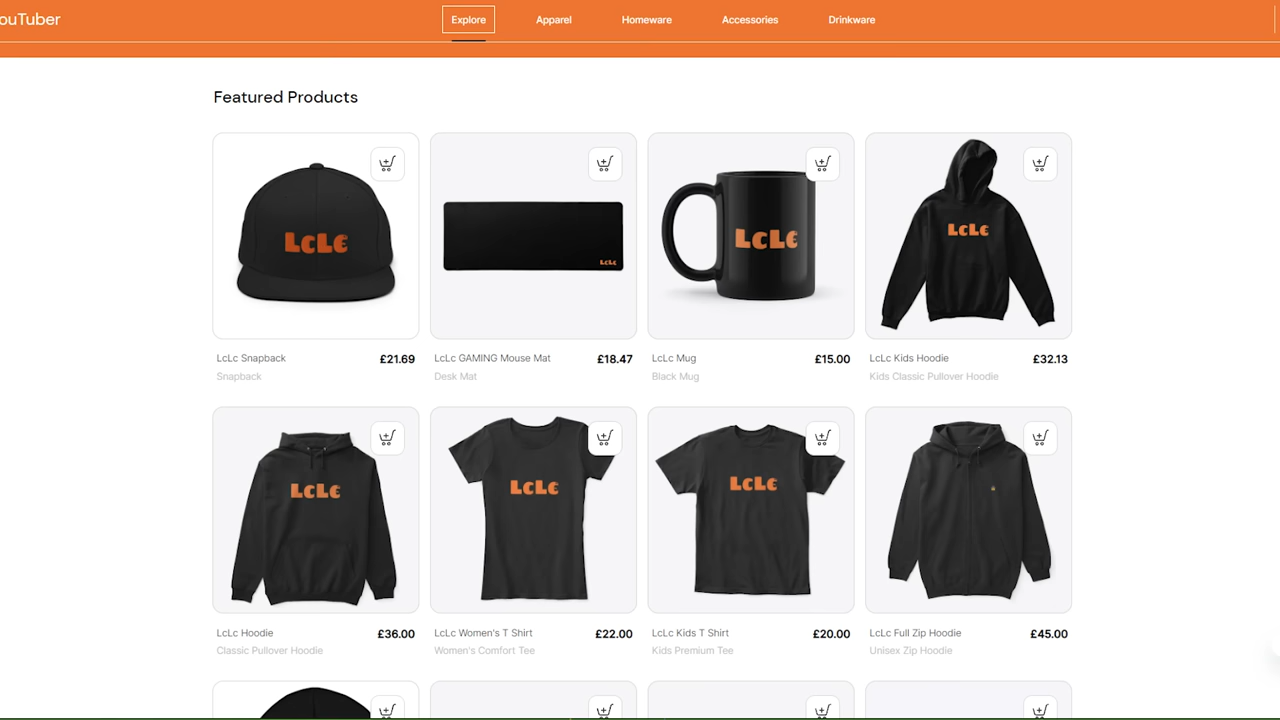 ouTuber
Explore
Apparel
Homeware
Accessories
Drinkware
Featured Products
LcLc
LcLc
LcLc
LcLc
LcLc Snapback £21.69
Snapback
LcLc GAMING Mouse Mat £18.47
Desk Mat
LcLc Mug £15.00
Black Mug
LcLc Kids Hoodie £32.13
Kids Classic Pullover Hoodie
LcLc
LcLc
LcLc
LcLc Hoodie £36.00
Classic Pullover Hoodie
LcLc Women's T Shirt £22.00
Women's Comfort Tee
LcLc Kids T Shirt £20.00
Kids Premium Tee
LcLc Full Zip Hoodie £45.00
Unisex Zip Hoodie